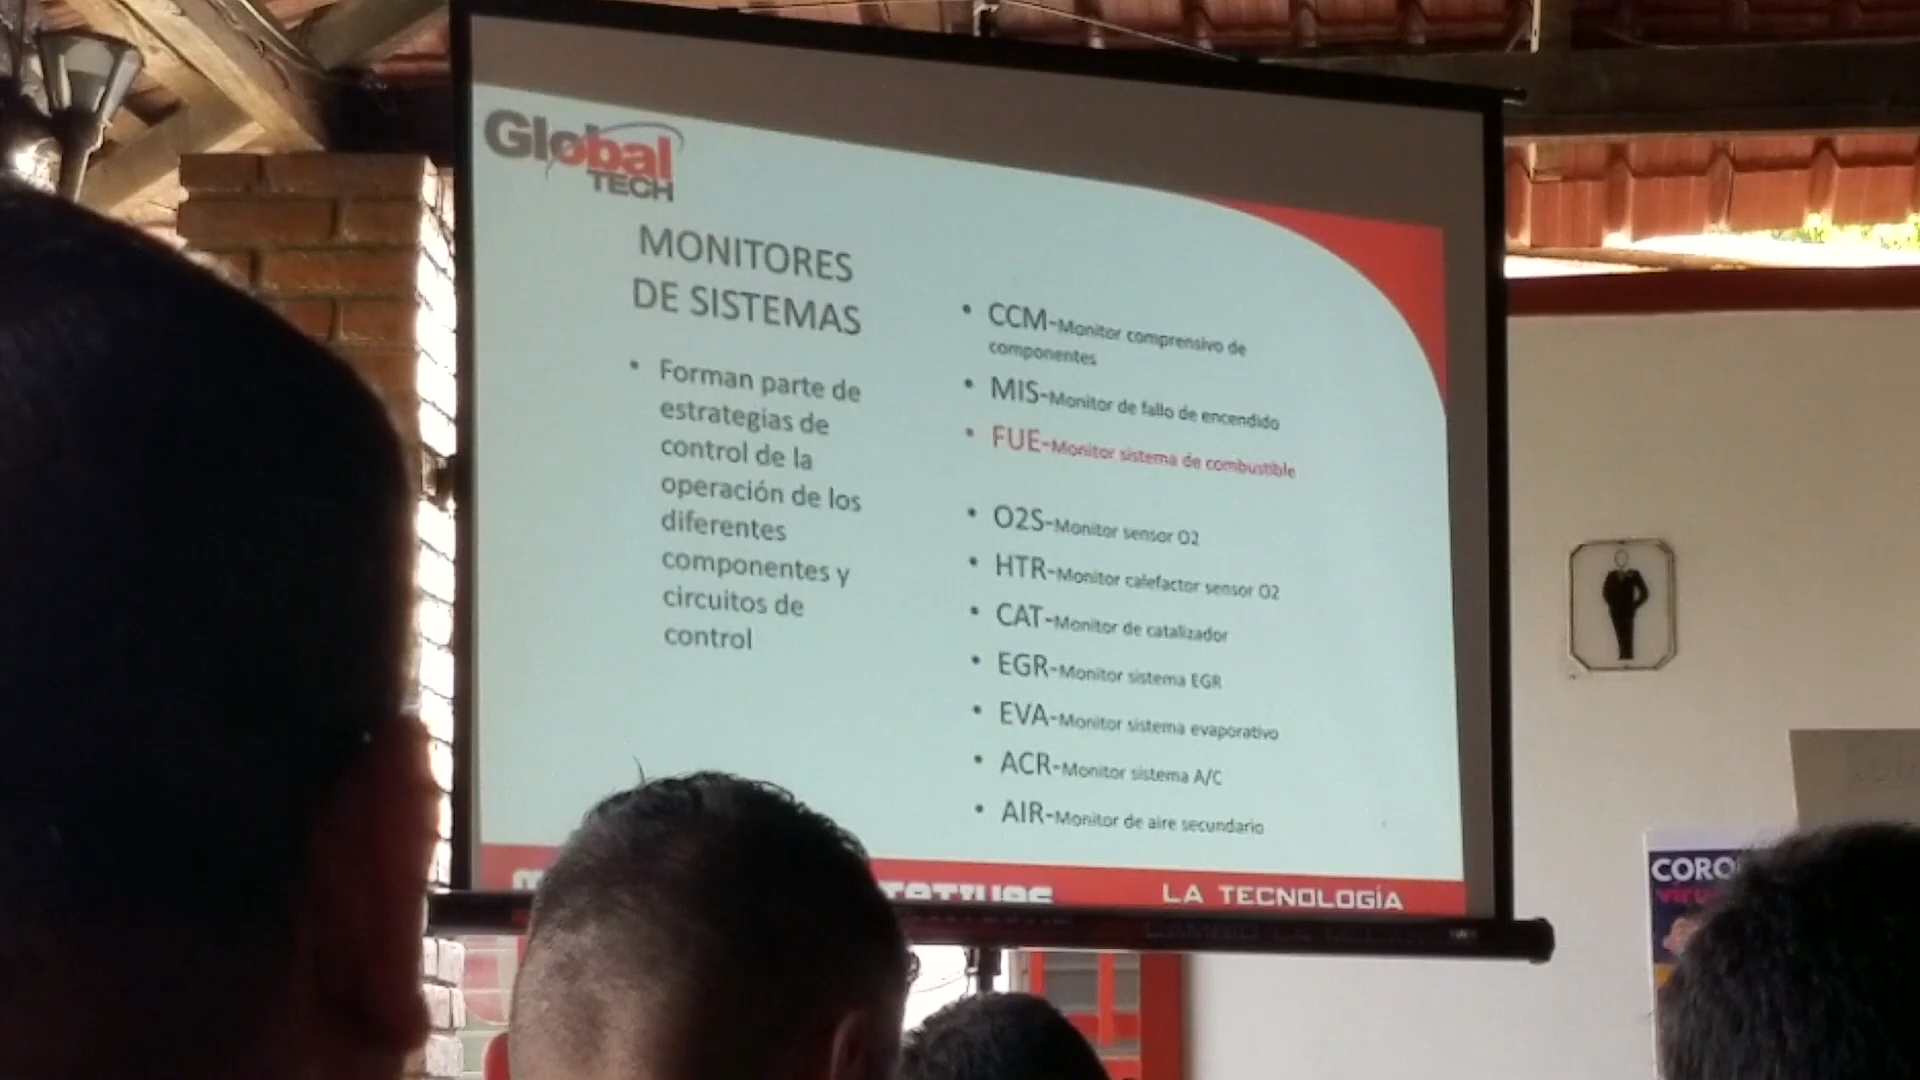 Global
TECH
MONITORES
DE SISTEMAS
• Forman parte de
estrategias de
control de la
operación de los
diferentes
componentes y
circuitos de
control
• CCM-Monitor comprensivo de
componentes
• MIS-Monitor de fallo de encendido
• FUE-Monitor sistema de combustible
• O2S-Monitor sensor O2
• HTR-Monitor calefactor sensor O2
• CAT-Monitor de catalizador
• EGR-Monitor sistema EGR
• EVA-Monitor sistema evaporativo
• ACR-Monitor sistema A/C
• AIR-Monitor de aire secundario
LA TECNOLOGÍA